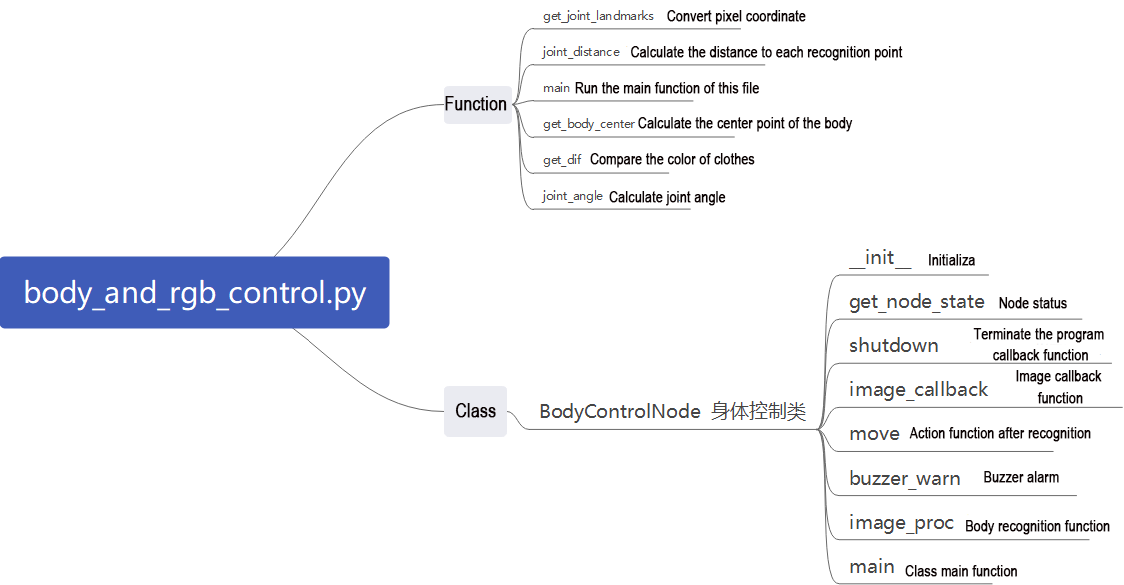 get_joint_landmarks Convert pixel coordinate
joint_distance Calculate the distance to each recognition point
main Run the main function of this file
Function
get_body_center Calculate the center point of the body
get_dif Compare the color of clothes
joint_angle Calculate joint angle
body_and_rgb_control.py
__init__ Initializa
get_node_state Node status
shutdown Terminate the program
callback function
image_callback Image callback
function
Class
BodyControlNode 身体控制类
move Action function after recognition
buzzer_warn Buzzer alarm
image_proc Body recognition function
main Class main function